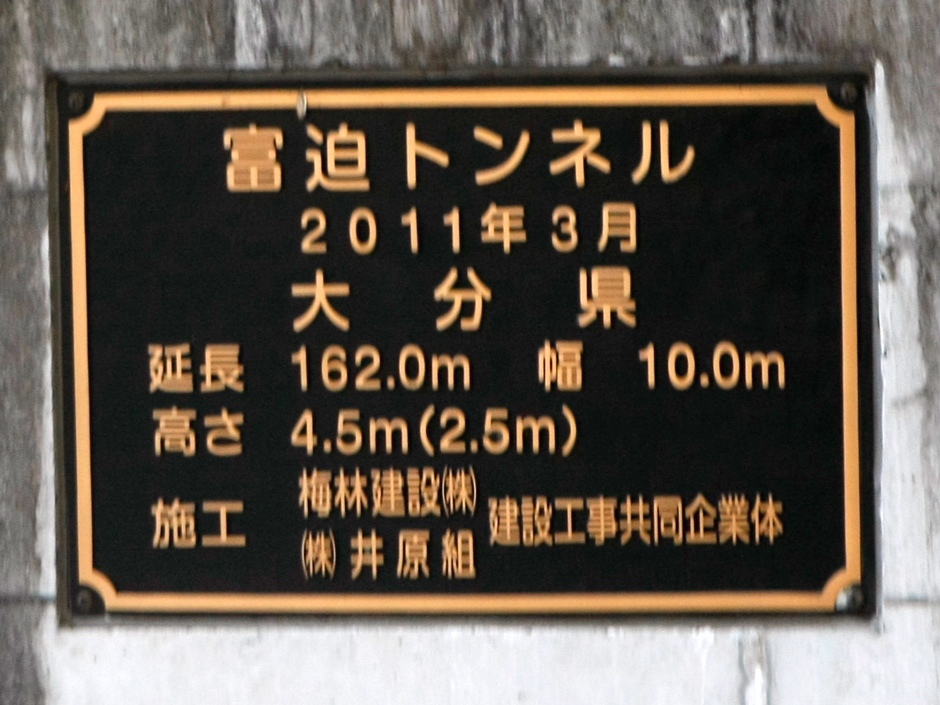 富迫トンネル
2011年3月
大分県
延長 162.0m 幅 10.0m
高さ 4.5m(2.5m)
施工 梅林建設㈱ 建設工事共同企業体
㈱井原組